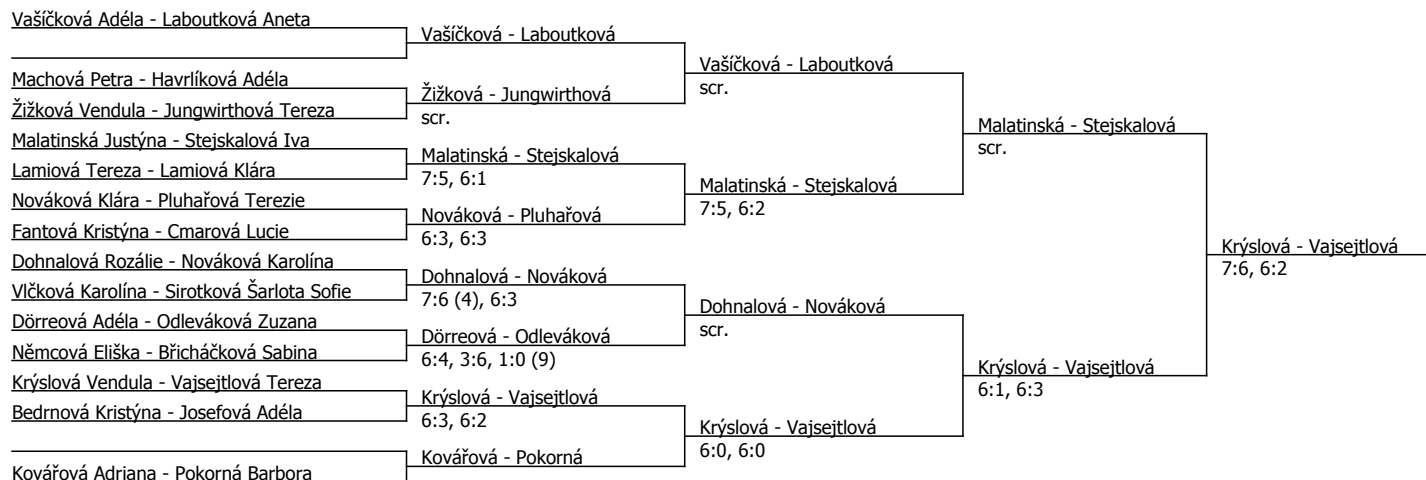 Vašíčková Adéla - Laboutková Aneta
Machová Petra - Havrlíková Adéla
Žižková Vendula - Jungwirthová Tereza
Malatinská Justýna - Stejskalová Iva
Lamiová Tereza - Lamiová Klára
Nováková Klára - Pluhařová Terezie
Fantová Kristýna - Cmarová Lucie
Dohnalová Rozálie - Nováková Karolína
Vlčková Karolína - Sirotková Šarlota Sofie
Dörreová Adéla - Odleváková Zuzana
Němcová Eliška - Břicháčková Sabina
Krýslová Vendula - Vajsejtlová Tereza
Bedrnová Kristýna - Josefová Adéla
Kovářová Adriana - Pokorná Barbora
Vašíčková - Laboutková
Žižková - Jungwirthová
scr.
Malatinská - Stejskalová
7:5, 6:1
Nováková - Pluhařová
6:3, 6:3
Dohnalová - Nováková
7:6 (4), 6:3
Dörreová - Odleváková
6:4, 3:6, 1:0 (9)
Krýslová - Vajsejtlová
6:3, 6:2
Kovářová - Pokorná
Vašíčková - Laboutková
scr.
Malatinská - Stejskalová
7:5, 6:2
Dohnalová - Nováková
scr.
Krýslová - Vajsejtlová
6:0, 6:0
Malatinská - Stejskalová
scr.
Krýslová - Vajsejtlová
6:1, 6:3
Krýslová - Vajsejtlová
7:6, 6:2